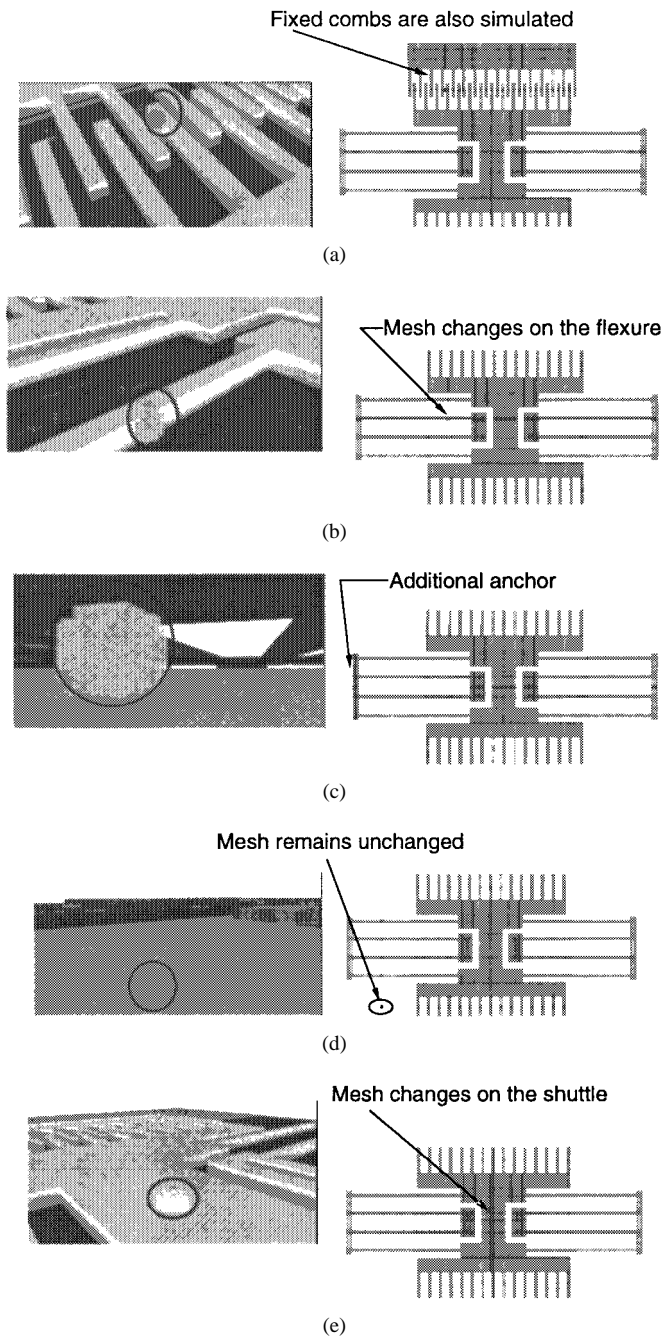 Fixed combs are also simulated
(a)
Mesh changes on the flexure
(b)
Additional anchor
(c)
Mesh remains unchanged
(d)
Mesh changes on the shuttle
(e)